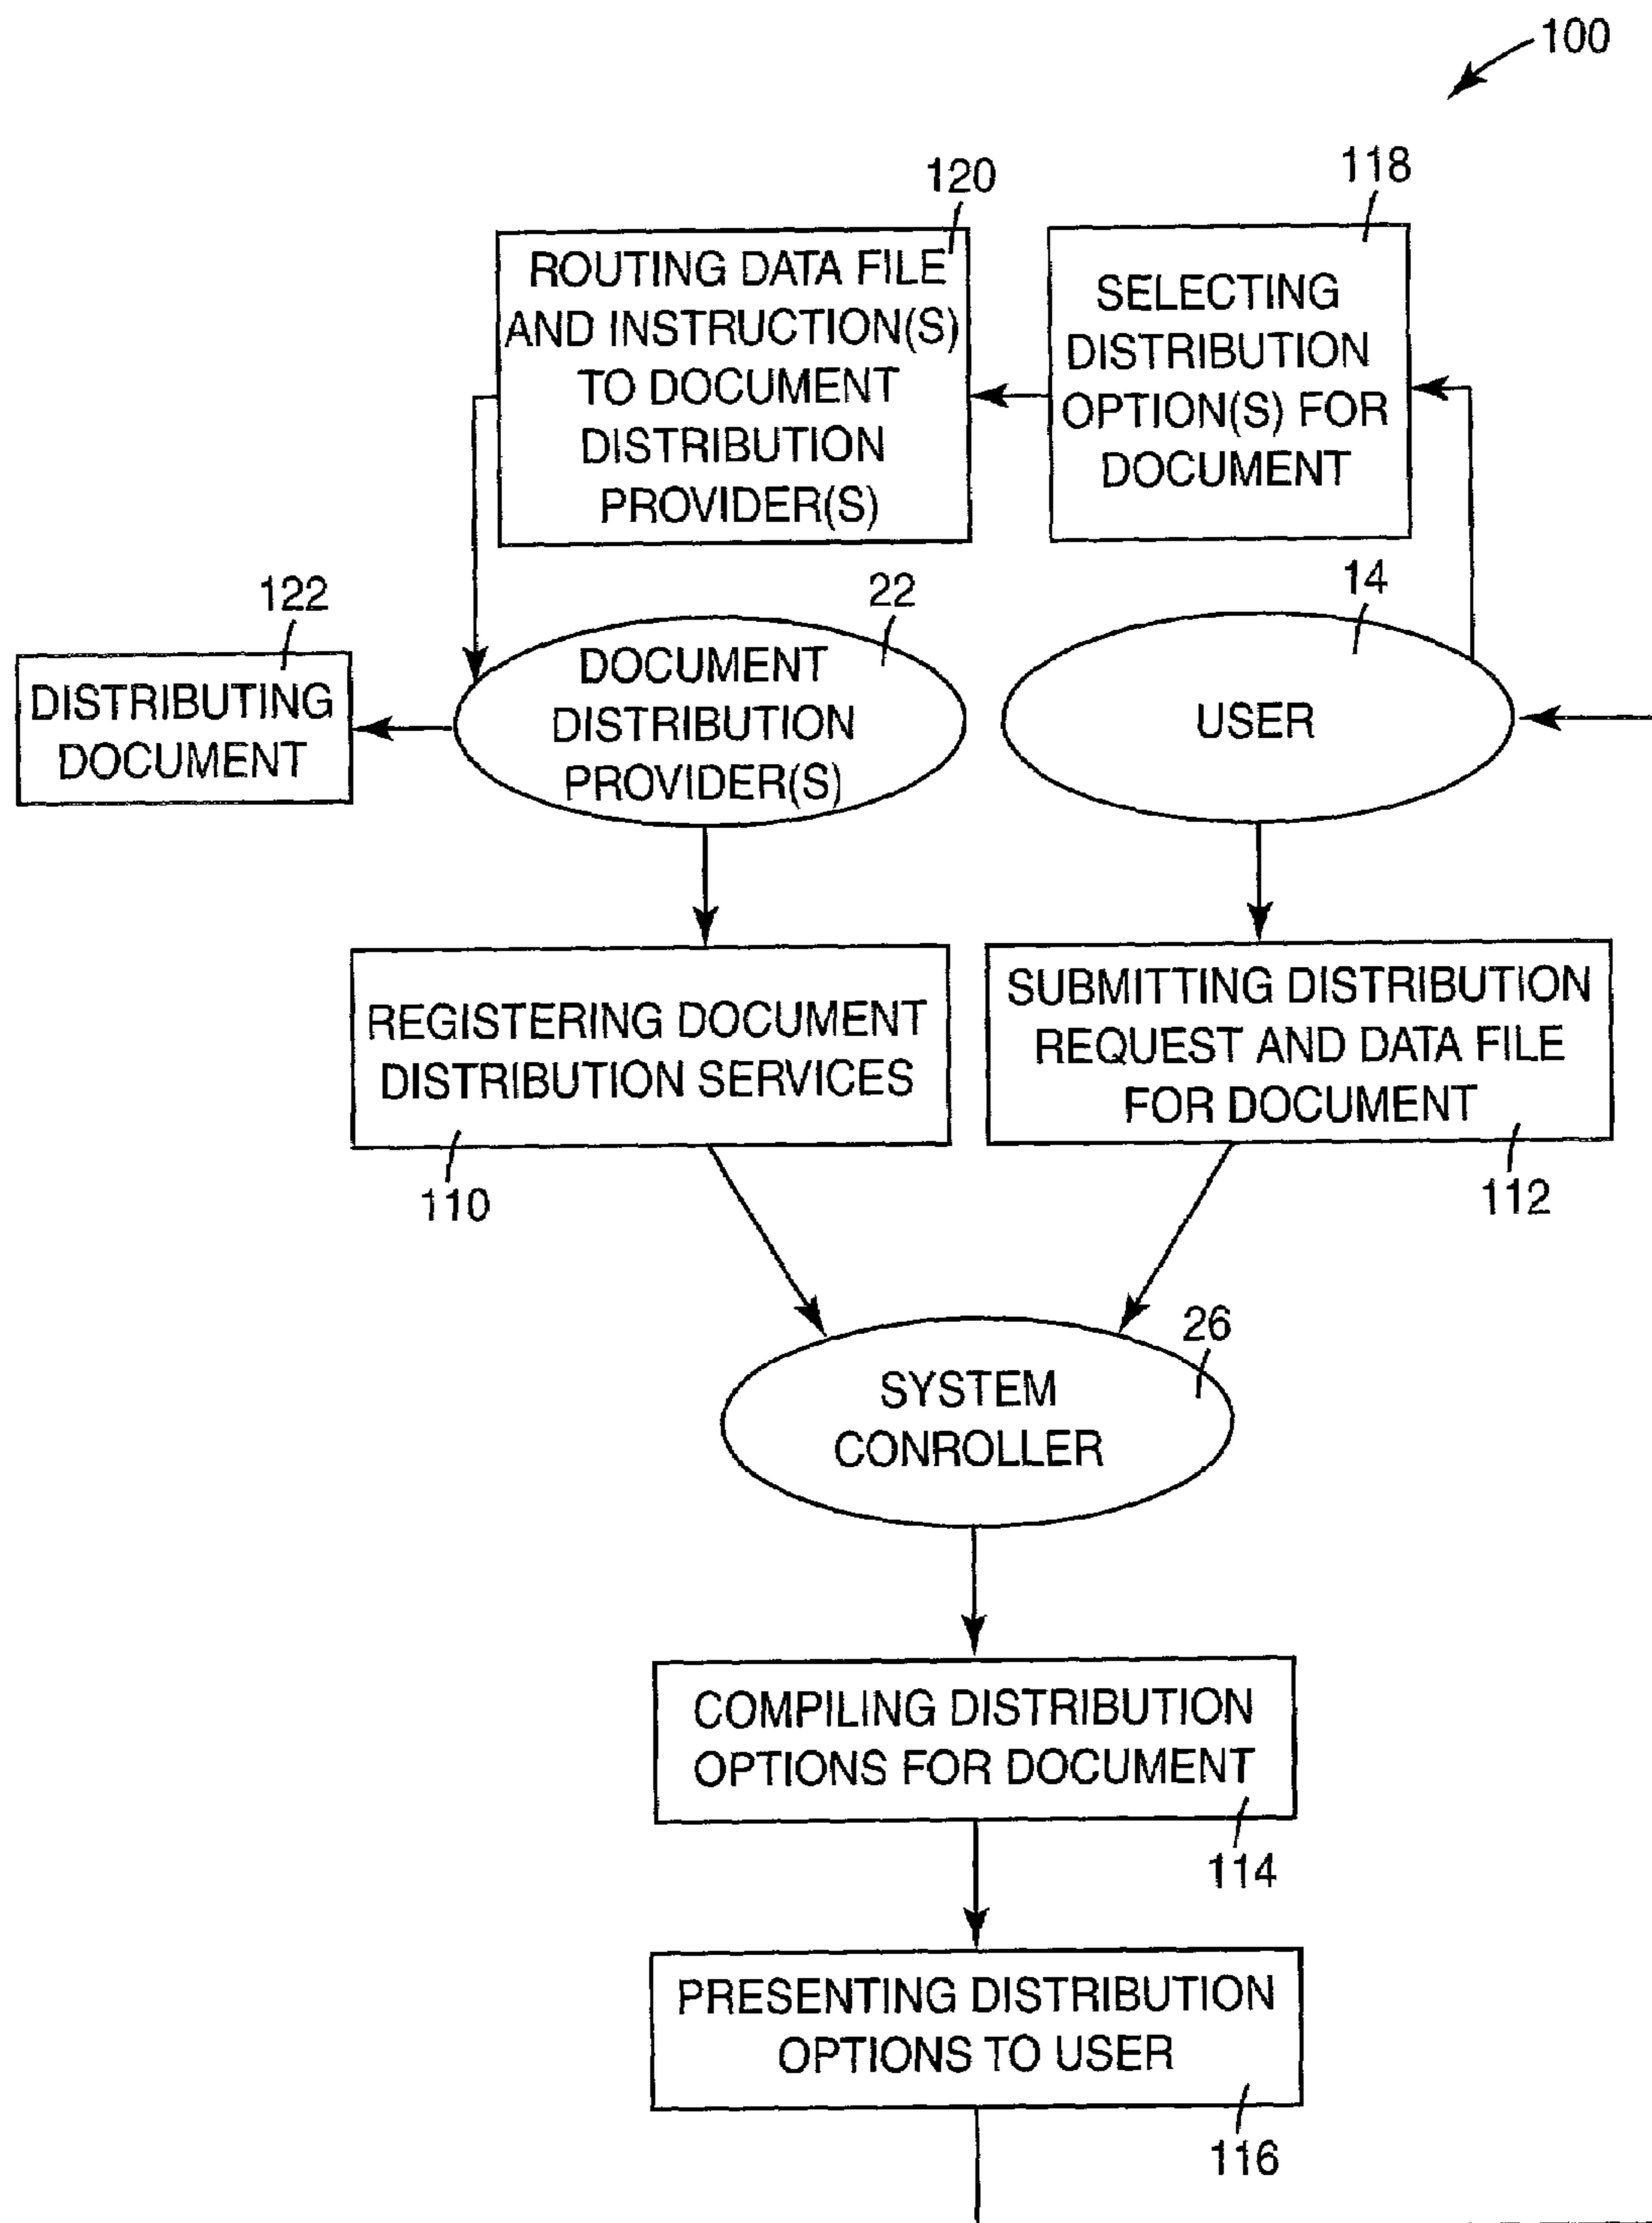 100
120
118
ROUTING DATA FILE
AND INSTRUCTION(S)
TO DOCUMENT
DISTRIBUTION
PROVIDER(S)
SELECTING
DISTRIBUTION
OPTION(S) FOR
DOCUMENT
122
22
14
DISTRIBUTING
DOCUMENT
DOCUMENT
DISTRIBUTION
PROVIDER(S)
USER
REGISTERING DOCUMENT
DISTRIBUTION SERVICES
SUBMITTING DISTRIBUTION
REQUEST AND DATA FILE
FOR DOCUMENT
110
112
26
SYSTEM
CONROLLER
COMPILING DISTRIBUTION
OPTIONS FOR DOCUMENT
114
PRESENTING DISTRIBUTION
OPTIONS TO USER
116